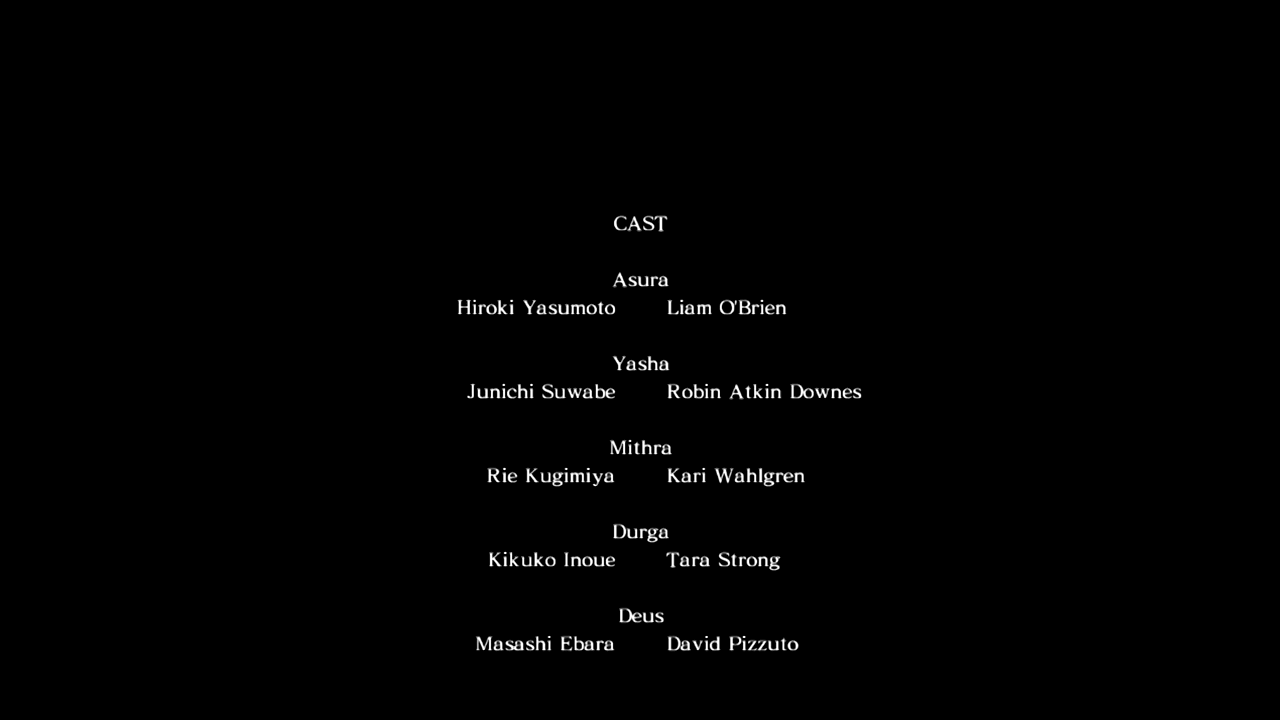 CAST
Asura
Hiroki Yasumoto Liam O'Brien
Yasha
Junichi Suwabe Robin Atkin Downes
Mithra
Rie Kugimiya Kari Wahlgren
Durga
Kikuko Inoue Tara Strong
Deus
Masashi Ebara David Pizzuto